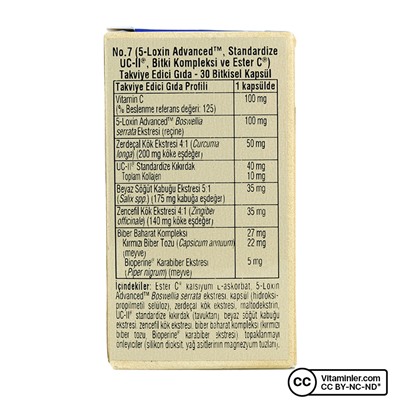 No.7 (5-Loxin Advanced™, Standardize
UC-II®, Bitki Kompleksi ve Ester C®)
Takviye Edici Gıda - 30 Bitkisel Kapsül
Takviye Edici Gıda Profili 1 kapsülde
Vitamin C 100 mg
(% Beslenme referans değeri: 125)
5-Loxin Advanced™ Boswellia 100 mg
serrata Ekstresi (reçine)
Zerdeçal Kök Ekstresi 4:1 (Curcuma 50 mg
longa) (200 mg köke eşdeğer)
UC-II® Standardize Kıkırdak 40 mg
Toplam Kolajen 10 mg
Beyaz Söğüt Kabuğu Ekstresi 5:1 35 mg
(Salix spp.) (175 mg kabuğa eşdeğer)
Zencefil Kök Ekstresi 4:1 (Zingiber 35 mg
officinale) (140 mg köke eşdeğer)
Biber Baharat Kompleksi 27 mg
Kırmızı Biber Tozu (Capsicum annuum) 22 mg
(meyve)
Bioperine® Karabiber Ekstresi 5 mg
(Piper nigrum) (meyve)
İçindekiler: Ester C® kalsiyum L-askorbat, 5-Loxin
Advanced™ Boswellia serrata ekstresi, kapsül (hidroksi-
propilmetil selüloz), zerdeçal kök ekstresi, maltodekstrin,
UC-II® standardize kıkırdak (tavuktan) beyaz söğüt kabuğu
ekstresi, zencefil kök ekstresi, biber baharat kompleksi (kırmızı
biber tozu, Bioperine® karabiber ekstresi), topaklanmayı
önleyiciler (silikon dioksit, yağ asitlerinin magnezyum tuzları).
cc Vitaminler.com
CC BY-NC-ND®